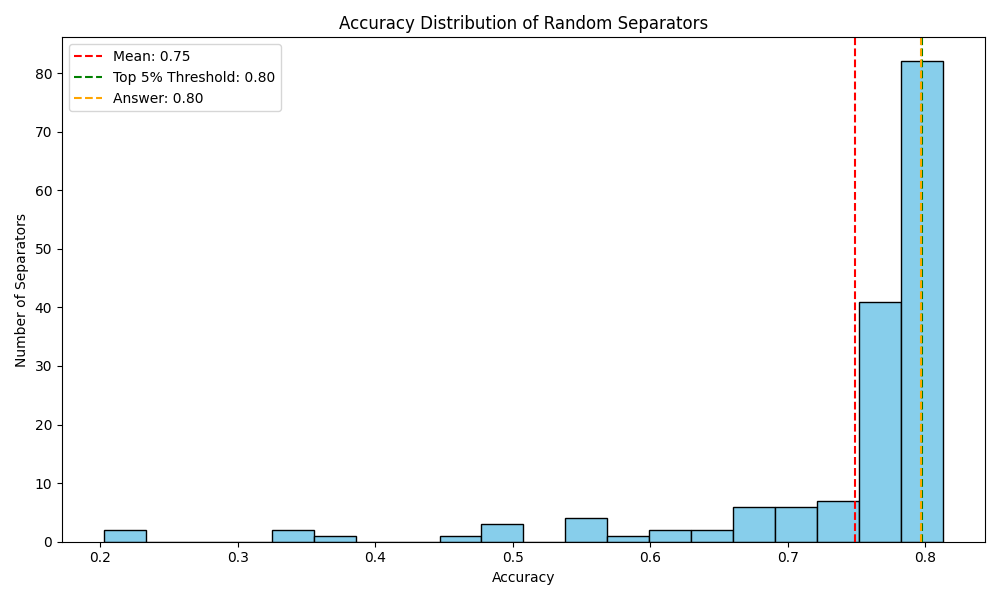 Accuracy Distribution of Random Separators
Mean: 0.75
Top 5% Threshold: 0.80
Answer: 0.80
Number of Separators
80
70
60
50
40
30
20
10
0
0.2
0.3
0.4
0.5
0.6
0.7
0.8
Accuracy